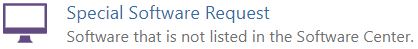 Special Software Request
Software that is not listed in the Software Center.